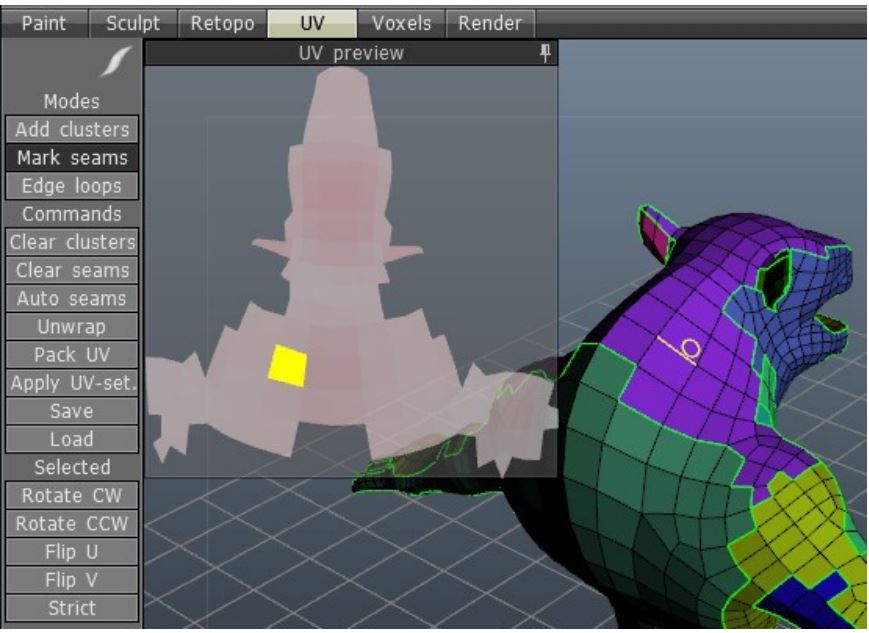 Paint Sculpt Retopo UV Voxels Render
UV preview
Modes
Add clusters
Mark seams
Edge loops
Commands
Clear clusters
Clear seams
Auto seams
Unwrap
Pack UV
Apply UV-set.
Save
Load
Selected
Rotate CW
Rotate CCW
Flip U
Flip V
Strict